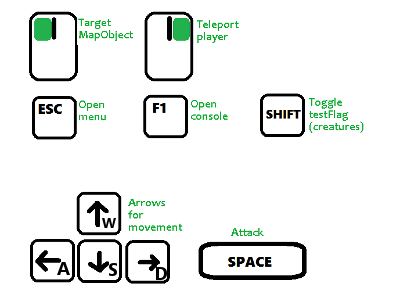 Target
MapObject
Teleport
player
ESC
Open
menu
F1
Open
console
SHIFT
Toggle
testFlag
(creatures)
W
Arrows
for
movement
A
S
D
Attack
SPACE